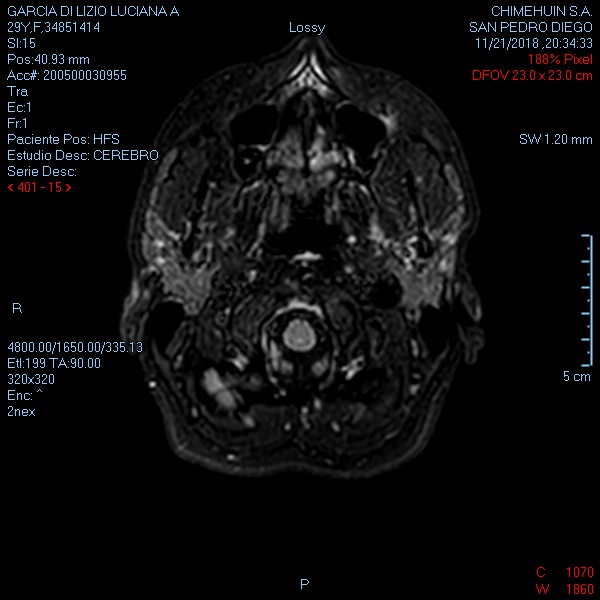 GARCIA DI LIZIO LUCIANA A
29Y,F,34851414
Sl:15
Pos:40.93 mm
Acc#: 200500030955
Tra
Ec:1
Fr:1
Paciente Pos: HFS
Estudio Desc: CEREBRO
Serie Desc:
< 401 - 15 >
Lossy
CHIMEHUIN S.A.
SAN PEDRO DIEGO
11/21/2018 ,20:34:33
188% Pixel
DFOV 23.0 x 23.0 cm
SW 1.20 mm
R
4800.00/1650.00/335.13
Etl:199 TA:90.00
320x320
Enc: ^
2nex
5 cm
P
C 1070
W 1860